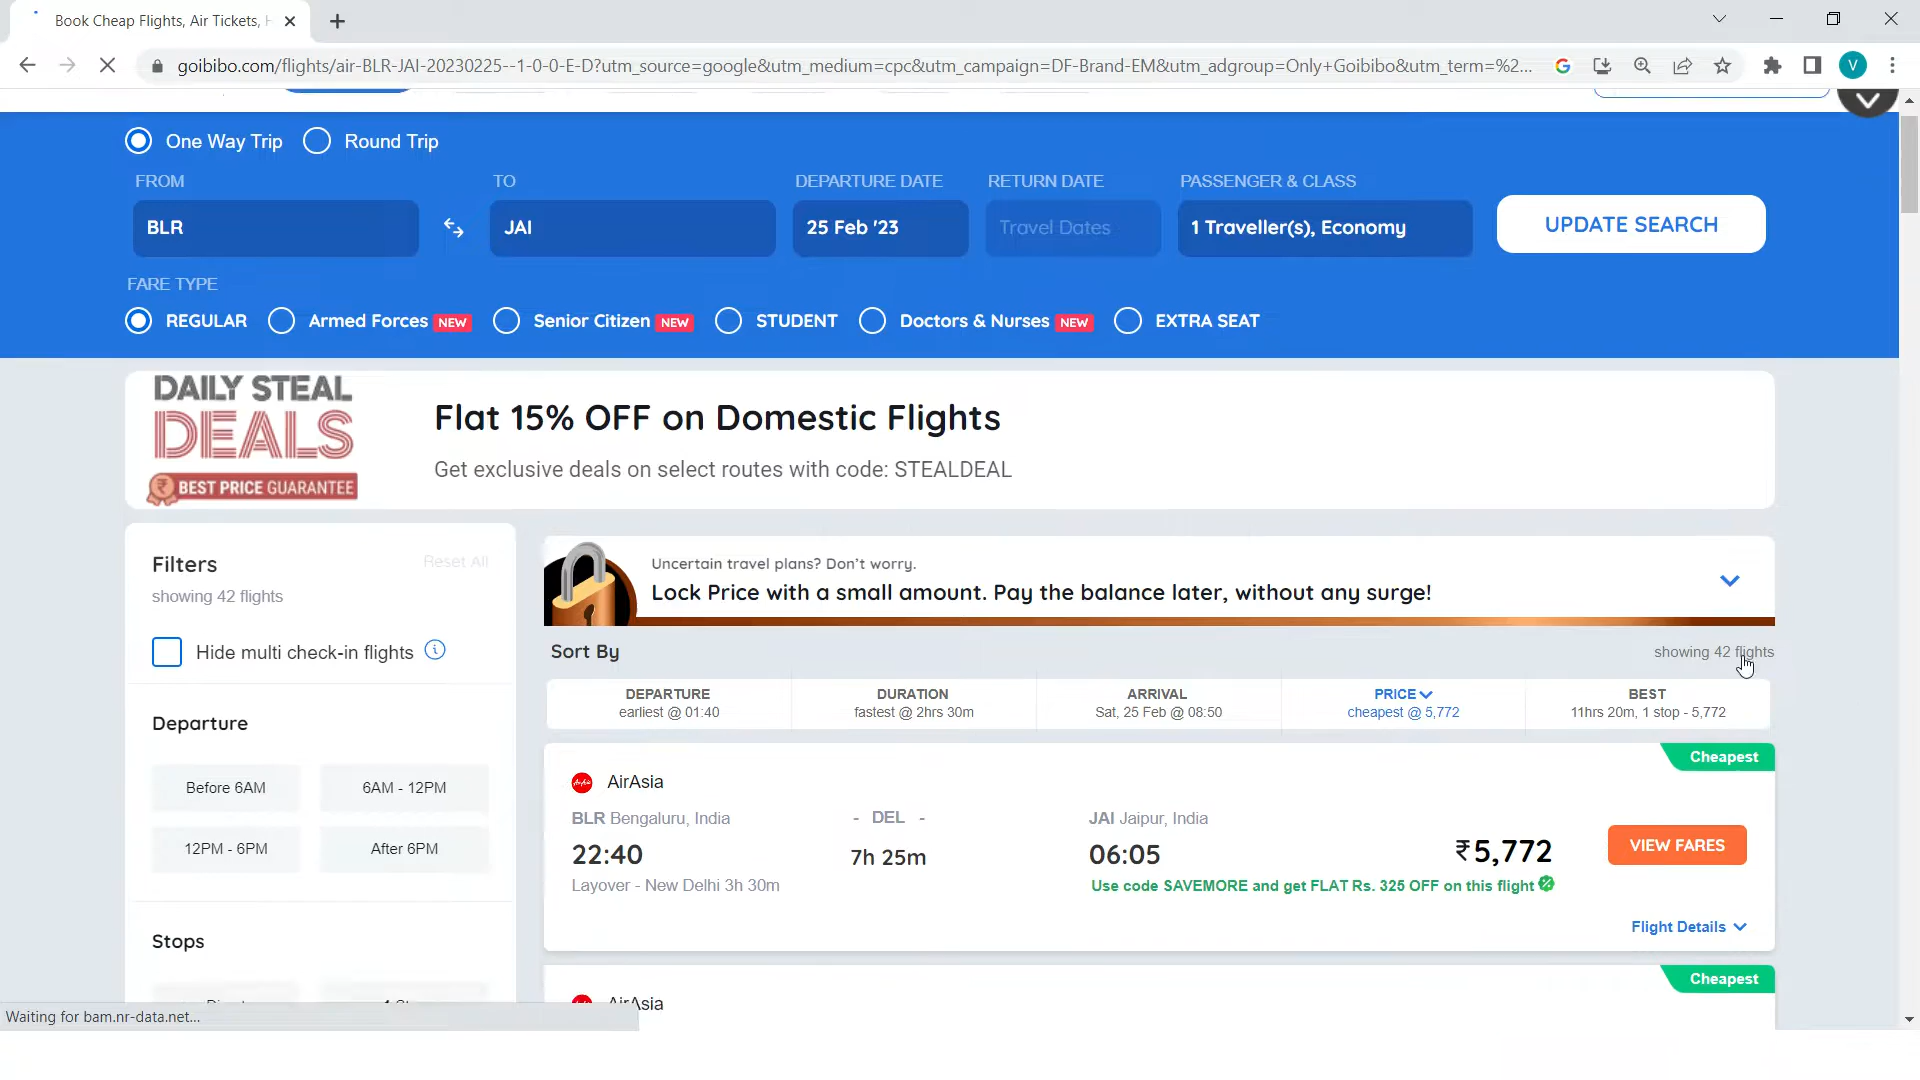 Book Cheap Flights, Air Tickets, H
goibibo.com/flights/air-BLR-JAI-20230225--1-0-0-E-D?utm_source=google&utm_medium=cpc&utm_campaign=DF-Brand-EM&utm_adgroup=Only+Goibibo&utm_term=%2...
V
One Way Trip Round Trip
FROM TO DEPARTURE DATE RETURN DATE PASSENGER & CLASS
BLR JAI 25 Feb '23 Travel Dates 1 Traveller(s), Economy UPDATE SEARCH
FARE TYPE
REGULAR Armed Forces NEW Senior Citizen NEW STUDENT Doctors & Nurses NEW EXTRA SEAT
DAILY STEAL
DEALS
BEST PRICE GUARANTEE
Flat 15% OFF on Domestic Flights
Get exclusive deals on select routes with code: STEALDEAL
Filters Reset All
showing 42 flights
Hide multi check-in flights
Departure
Before 6AM 6AM - 12PM
12PM - 6PM After 6PM
Stops
Uncertain travel plans? Don't worry.
Lock Price with a small amount. Pay the balance later, without any surge!
Sort By showing 42 flights
DEPARTURE DURATION ARRIVAL PRICE BEST
earliest @ 01:40 fastest @ 2hrs 30m Sat, 25 Feb @ 08:50 cheapest @ 5,772 11hrs 20m, 1 stop - 5,772
Cheapest
AirAsia
BLR Bengaluru, India - DEL - JAI Jaipur, India
22:40 7h 25m 06:05 ₹5,772 VIEW FARES
Layover - New Delhi 3h 30m Use code SAVEMORE and get FLAT Rs. 325 OFF on this flight
Flight Details
Cheapest
AirAsia
Waiting for bam.nr-data.net...